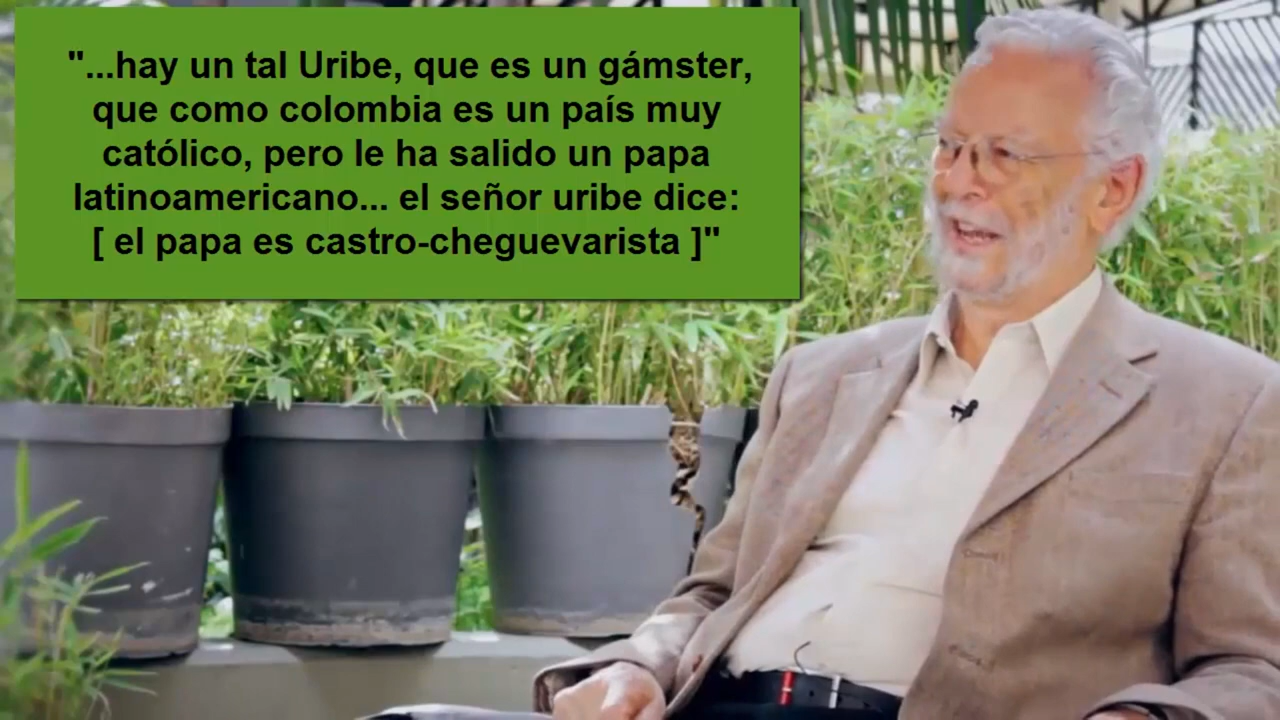 "...hay un tal Uribe, que es un gámster,
que como colombia es un país muy
católico, pero le ha salido un papa
latinoamericano... el señor uribe dice:
[ el papa es castro-cheguevarista ]"